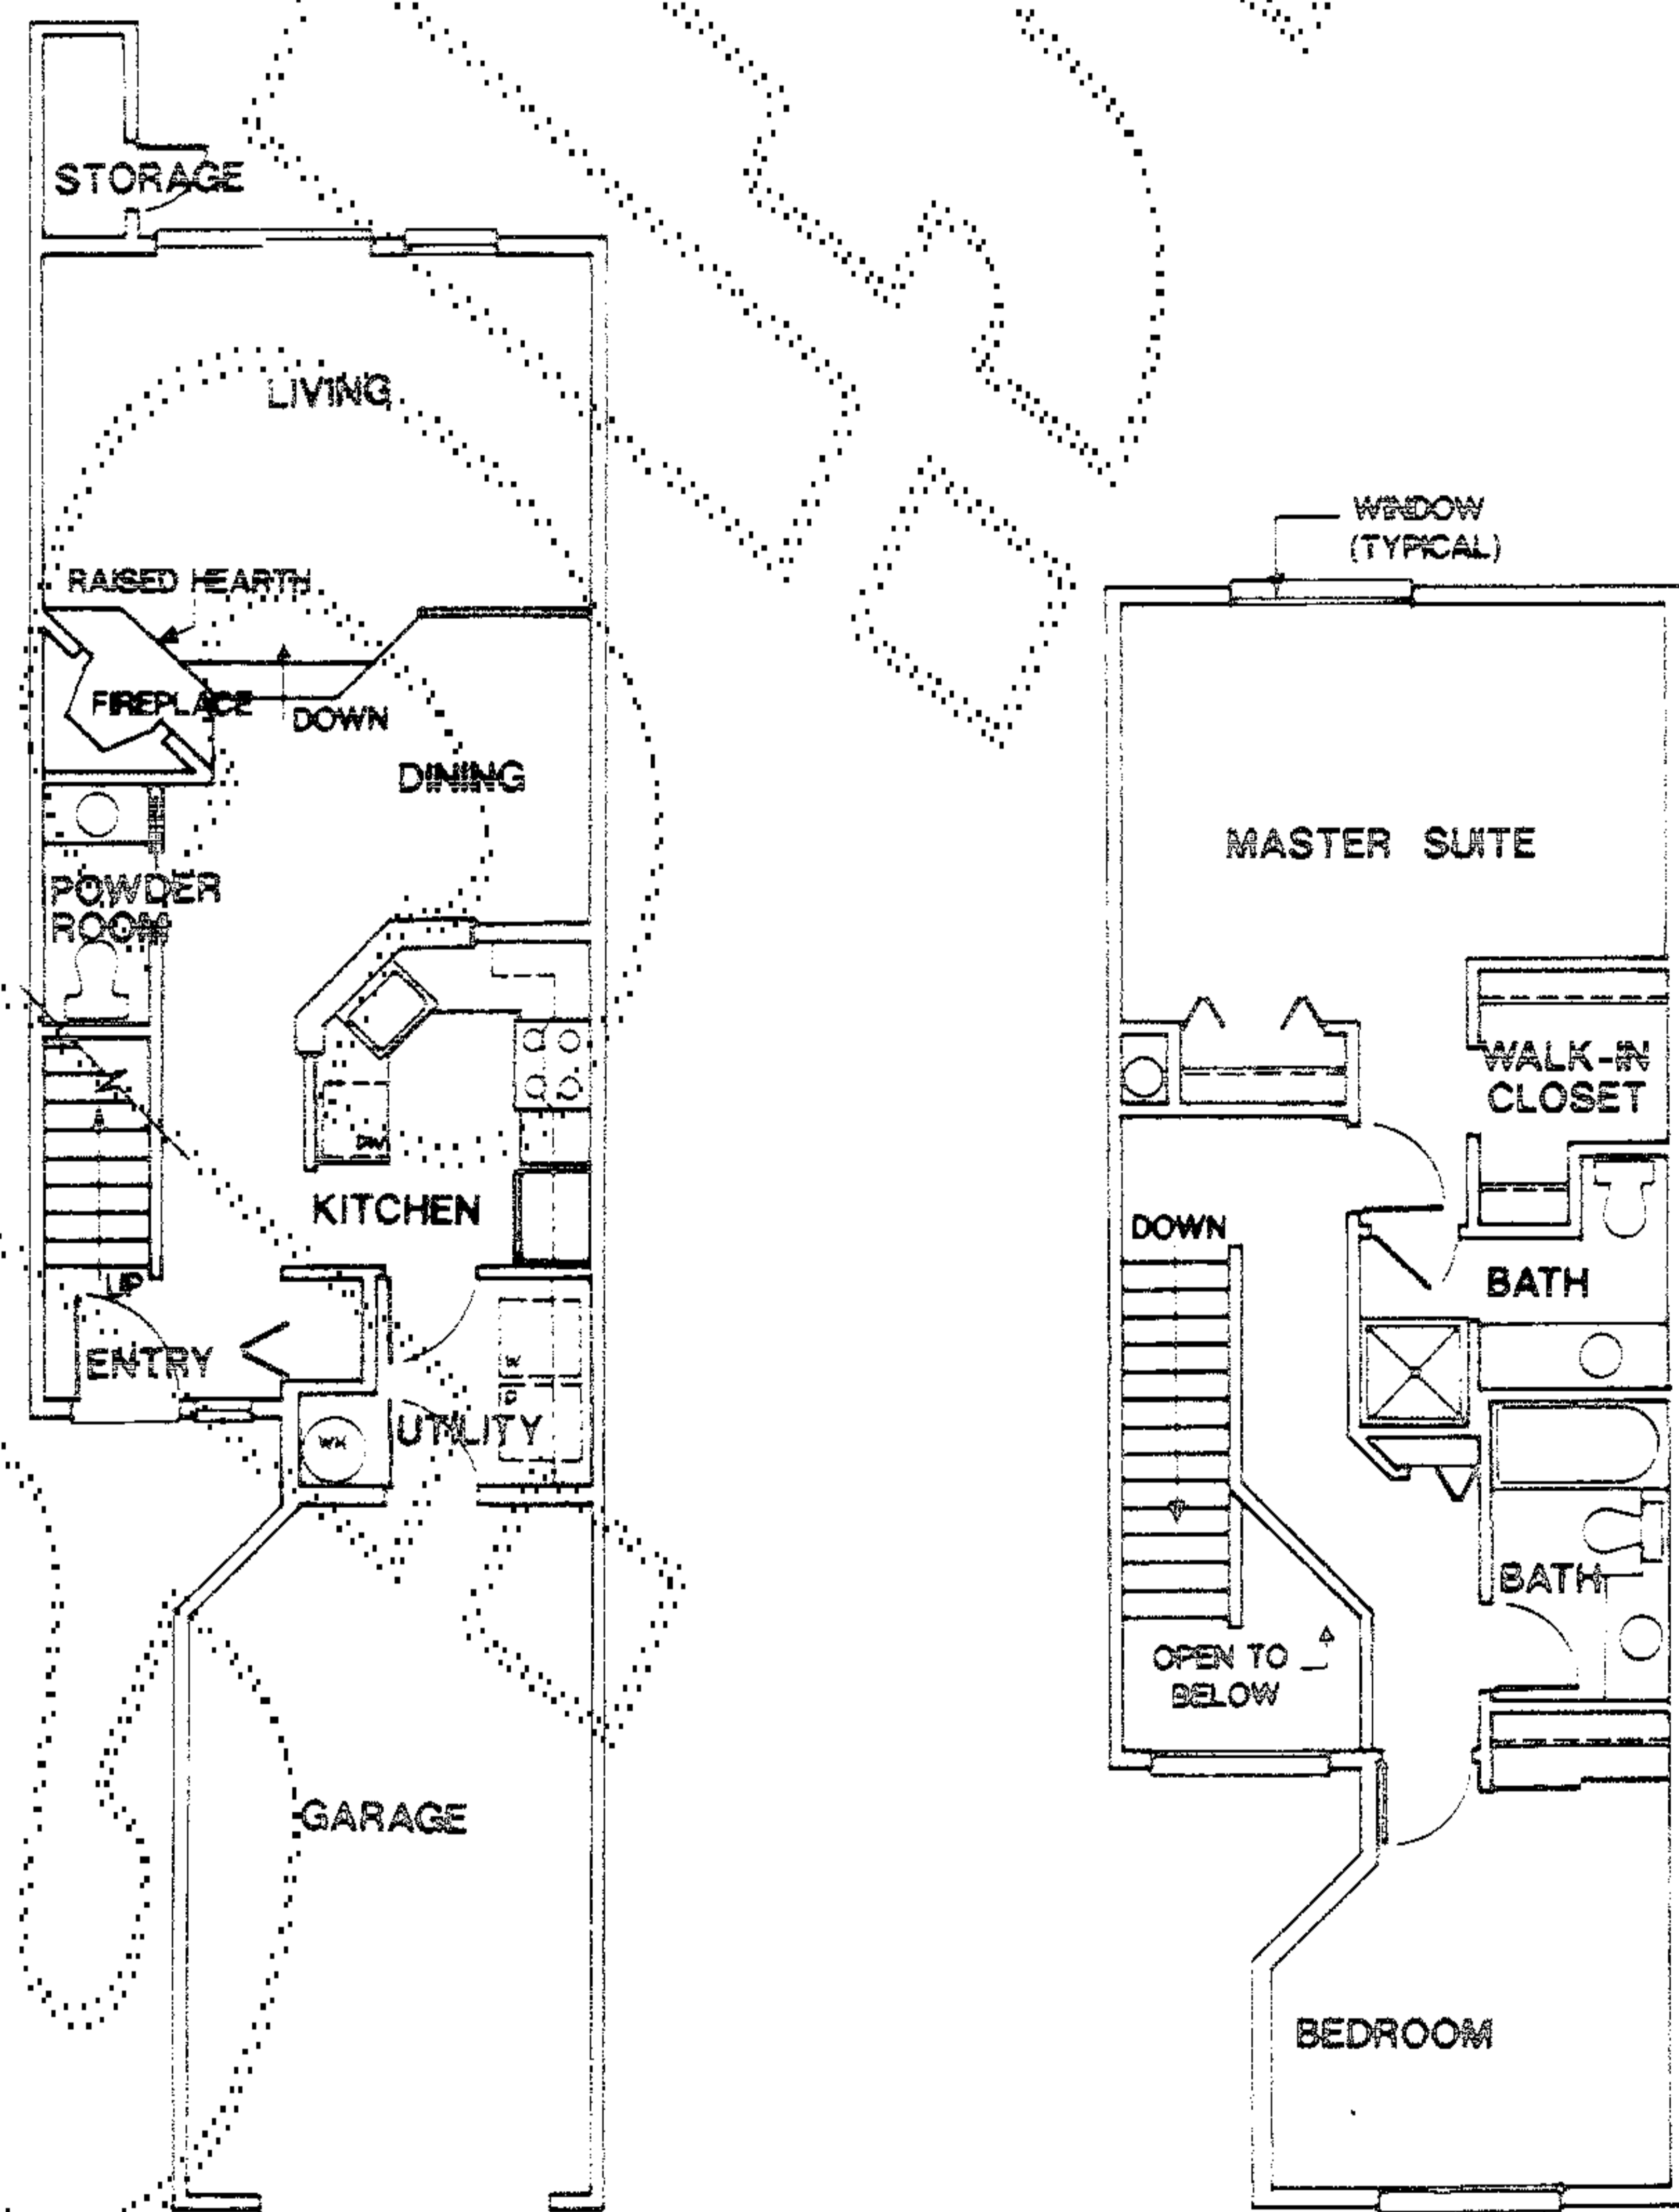 STORAGE
LIVING
RAISED HEARTH
FIREPLACE
DOWN
DINING
POWDER
ROOM
DW
KITCHEN
UP
ENTRY
W
D
UTILITY
WH
GARAGE
WINDOW
(TYPICAL)
MASTER SUITE
WALK-IN
CLOSET
DOWN
BATH
BATH
OPEN TO
BELOW
BEDROOM